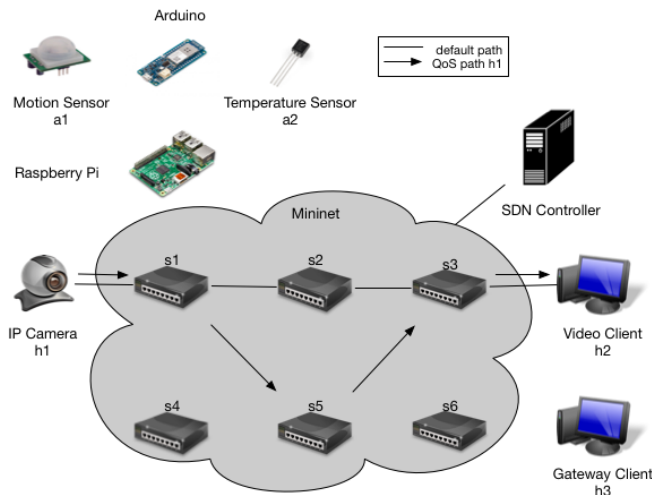 Arduino
default path
QoS path h1
Motion Sensor
a1
Temperature Sensor
a2
Raspberry Pi
SDN Controller
Mininet
s1
s2
s3
IP Camera
h1
Video Client
h2
s4
s5
s6
Gateway Client
h3